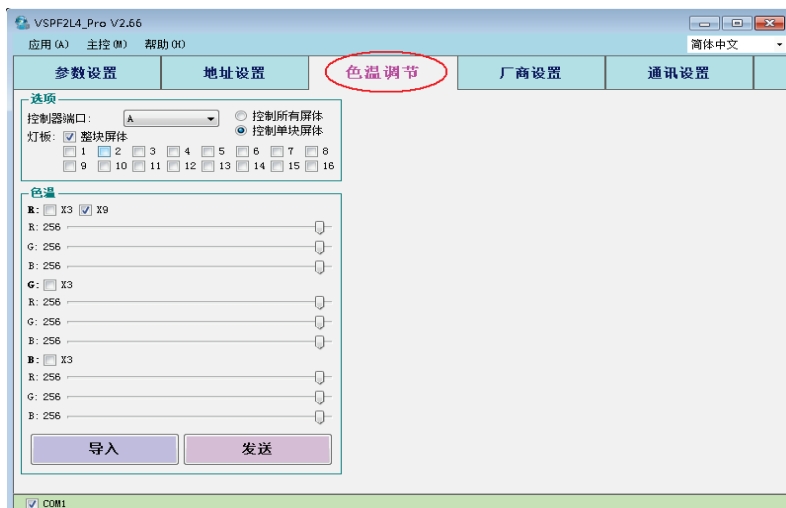 VSPF2L4_Pro V2.66
应用(A) 主控(M) 帮助(H) 简体中文
参数设置 地址设置 色温调节 厂商设置 通讯设置
选项
控制器端口: A 控制所有屏体
控制单块屏体
灯板: 整块屏体
1 2 3 4 5 6 7 8
9 10 11 12 13 14 15 16
色温
R: X3 X9
R: 256
G: 256
B: 256
G: X3
R: 256
G: 256
B: 256
B: X3
R: 256
G: 256
B: 256
导入 发送
COM1